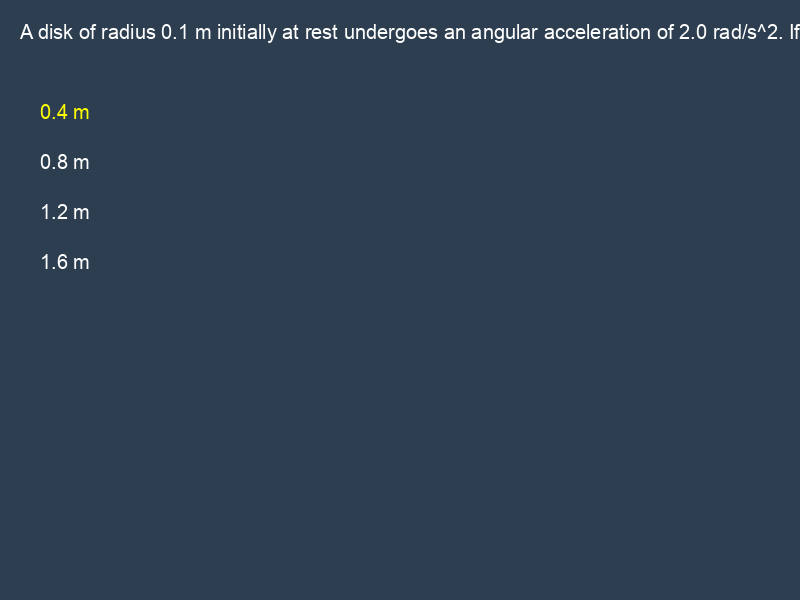 A disk of radius 0.1 m initially at rest undergoes an angular acceleration of 2.0 rad/s^2. If
0.4 m
0.8 m
1.2 m
1.6 m